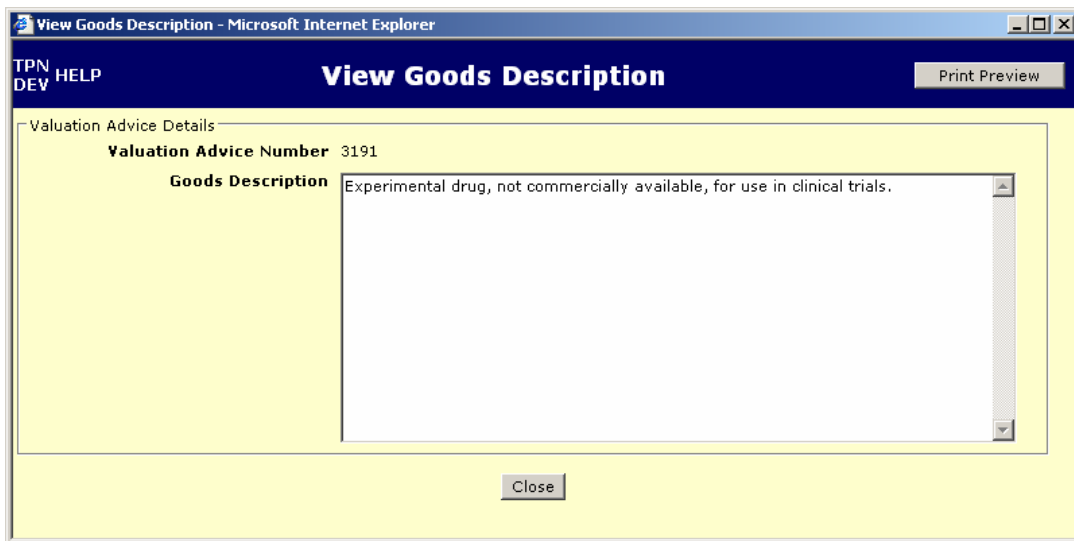 View Goods Description - Microsoft Internet Explorer
TPN
DEV HELP
View Goods Description
Print Preview
Valuation Advice Details
Valuation Advice Number 3191
Goods Description Experimental drug, not commercially available, for use in clinical trials.
Close